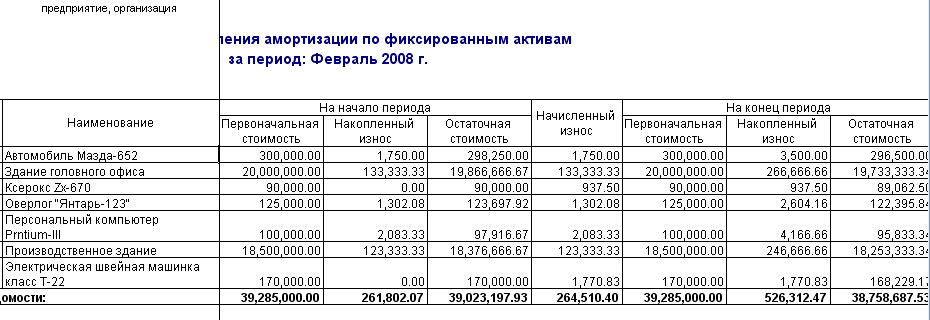 предприятие, организация
ления амортизации по фиксированным активам
за период: Февраль 2008 г.
Наименование На начало периода Начисленный износ На конец периода
Первоначальная стоимость Накопленный износ Остаточная стоимость Первоначальная стоимость Накопленный износ Остаточная стоимость
Автомобиль Мазда-652 300,000.00 1,750.00 298,250.00 1,750.00 300,000.00 3,500.00 296,500.00
Здание головного офиса 20,000,000.00 133,333.33 19,866,666.67 133,333.33 20,000,000.00 266,666.66 19,733,333.34
Ксерокс Zx-670 90,000.00 0.00 90,000.00 937.50 90,000.00 937.50 89,062.50
Оверлог "Янтарь-123" 125,000.00 1,302.08 123,697.92 1,302.08 125,000.00 2,604.16 122,395.84
Персональный компьютер
Prntium-III 100,000.00 2,083.33 97,916.67 2,083.33 100,000.00 4,166.66 95,833.34
Производственное здание 18,500,000.00 123,333.33 18,376,666.67 123,333.33 18,500,000.00 246,666.66 18,253,333.34
Электрическая швейная машинка
класс Т-22 170,000.00 0.00 170,000.00 1,770.83 170,000.00 1,770.83 168,229.17
домости: 39,285,000.00 261,802.07 39,023,197.93 264,510.40 39,285,000.00 526,312.47 38,758,687.53